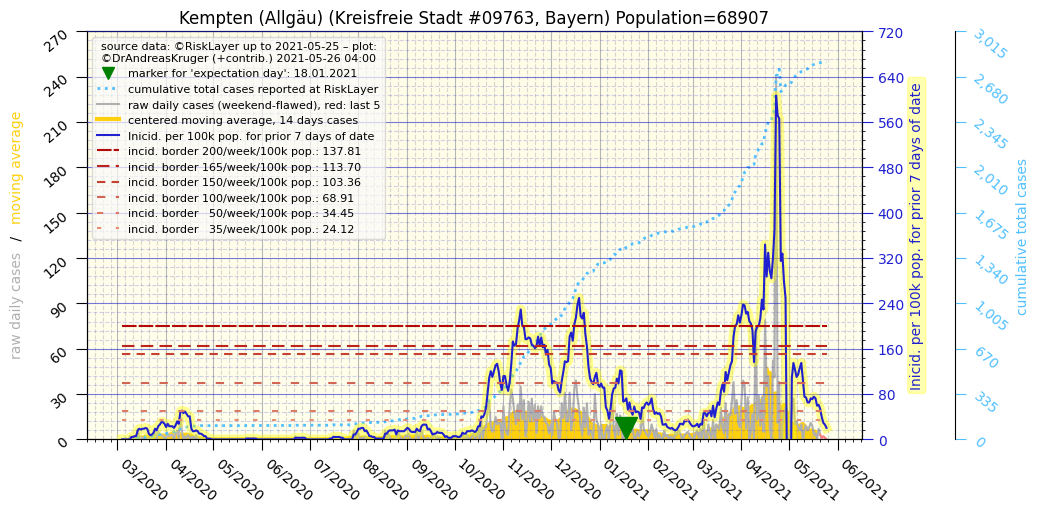 Kempten (Allgäu) (Kreisfreie Stadt #09763, Bayern) Population=68907
source data: ©RiskLayer up to 2021-05-25 – plot:
©DrAndreasKruger (+contrib.) 2021-05-26 04:00
marker for 'expectation day': 18.01.2021
cumulative total cases reported at RiskLayer
raw daily cases (weekend-flawed), red: last 5
centered moving average, 14 days cases
Inicid. per 100k pop. for prior 7 days of date
incid. border 200/week/100k pop.: 137.81
incid. border 165/week/100k pop.: 113.70
incid. border 150/week/100k pop.: 103.36
incid. border 100/week/100k pop.: 68.91
incid. border   50/week/100k pop.: 34.45
incid. border   35/week/100k pop.: 24.12
raw daily cases / moving average
270
240
210
180
150
120
90
60
30
0
03/2020
04/2020
05/2020
06/2020
07/2020
08/2020
09/2020
10/2020
11/2020
12/2020
01/2021
02/2021
03/2021
04/2021
05/2021
06/2021
720
640
560
480
400
320
240
160
80
0
Inicid. per 100k pop. for prior 7 days of date
3,015
2,680
2,345
2,010
1,675
1,340
1,005
670
335
0
cumulative total cases